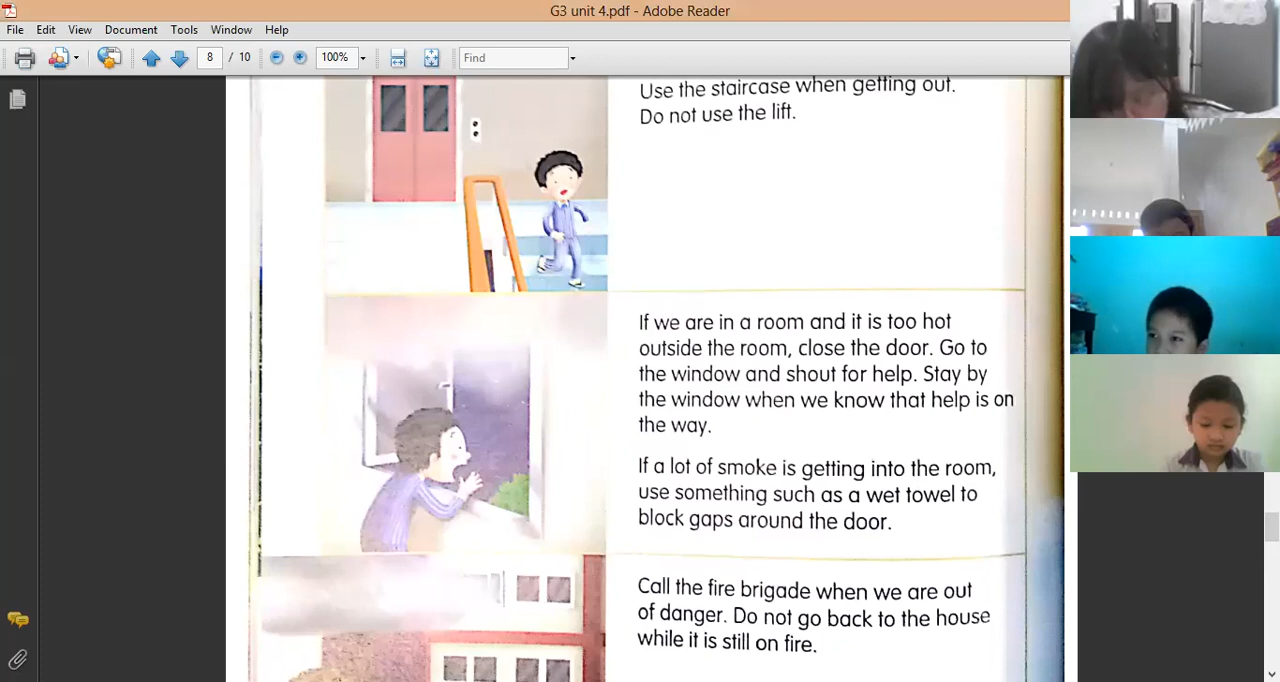 G3 unit 4.pdf - Adobe Reader
File Edit View Document Tools Window Help
8 / 10 100% Find
Use the staircase when getting out.
Do not use the lift.
If we are in a room and it is too hot
outside the room, close the door. Go to
the window and shout for help. Stay by
the window when we know that help is on
the way.
If a lot of smoke is getting into the room,
use something such as a wet towel to
block gaps around the door.
Call the fire brigade when we are out
of danger. Do not go back to the house
while it is still on fire.